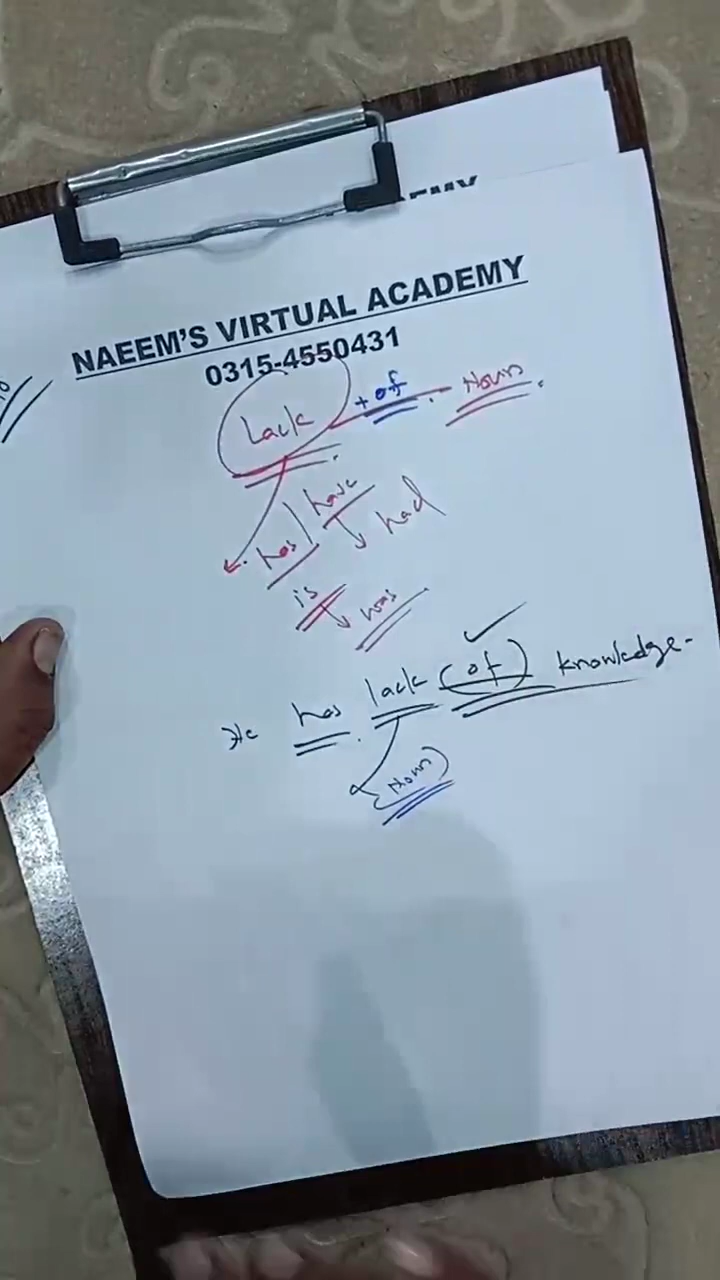 NAEEM'S VIRTUAL ACADEMY
0315-4550431
Lack + of . Noun.
has / have had
is was
He has lack (of) knowledge.
(Noun)